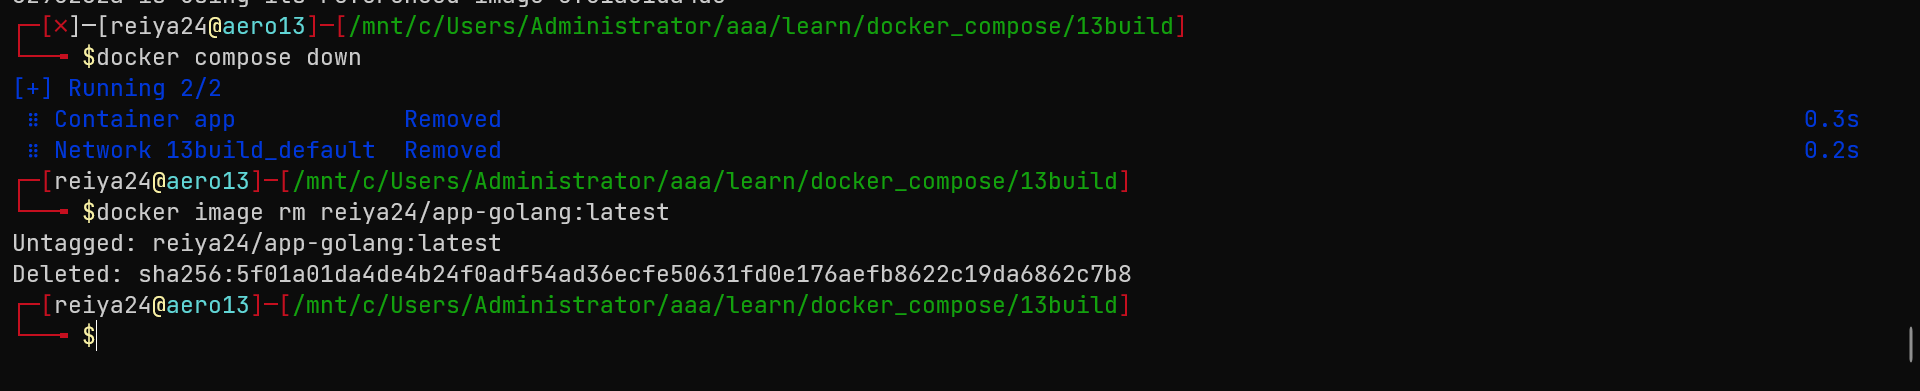 ┌─[✗]─[reiya24@aero13]─[/mnt/c/Users/Administrator/aaa/learn/docker_compose/13build]
└──╼ $docker compose down
[+] Running 2/2
⠿ Container app Removed 0.3s
⠿ Network 13build_default Removed 0.2s
┌─[reiya24@aero13]─[/mnt/c/Users/Administrator/aaa/learn/docker_compose/13build]
└──╼ $docker image rm reiya24/app-golang:latest
Untagged: reiya24/app-golang:latest
Deleted: sha256:5f01a01da4de4b24f0adf54ad36ecfe50631fd0e176aefb8622c19da6862c7b8
┌─[reiya24@aero13]─[/mnt/c/Users/Administrator/aaa/learn/docker_compose/13build]
└──╼ $